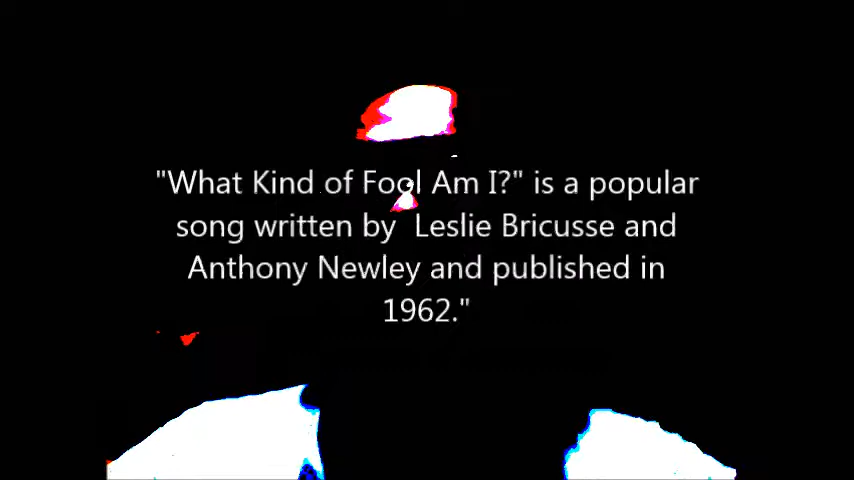 "What Kind of Fool Am I?" is a popular
song written by  Leslie Bricusse and
Anthony Newley and published in
1962."